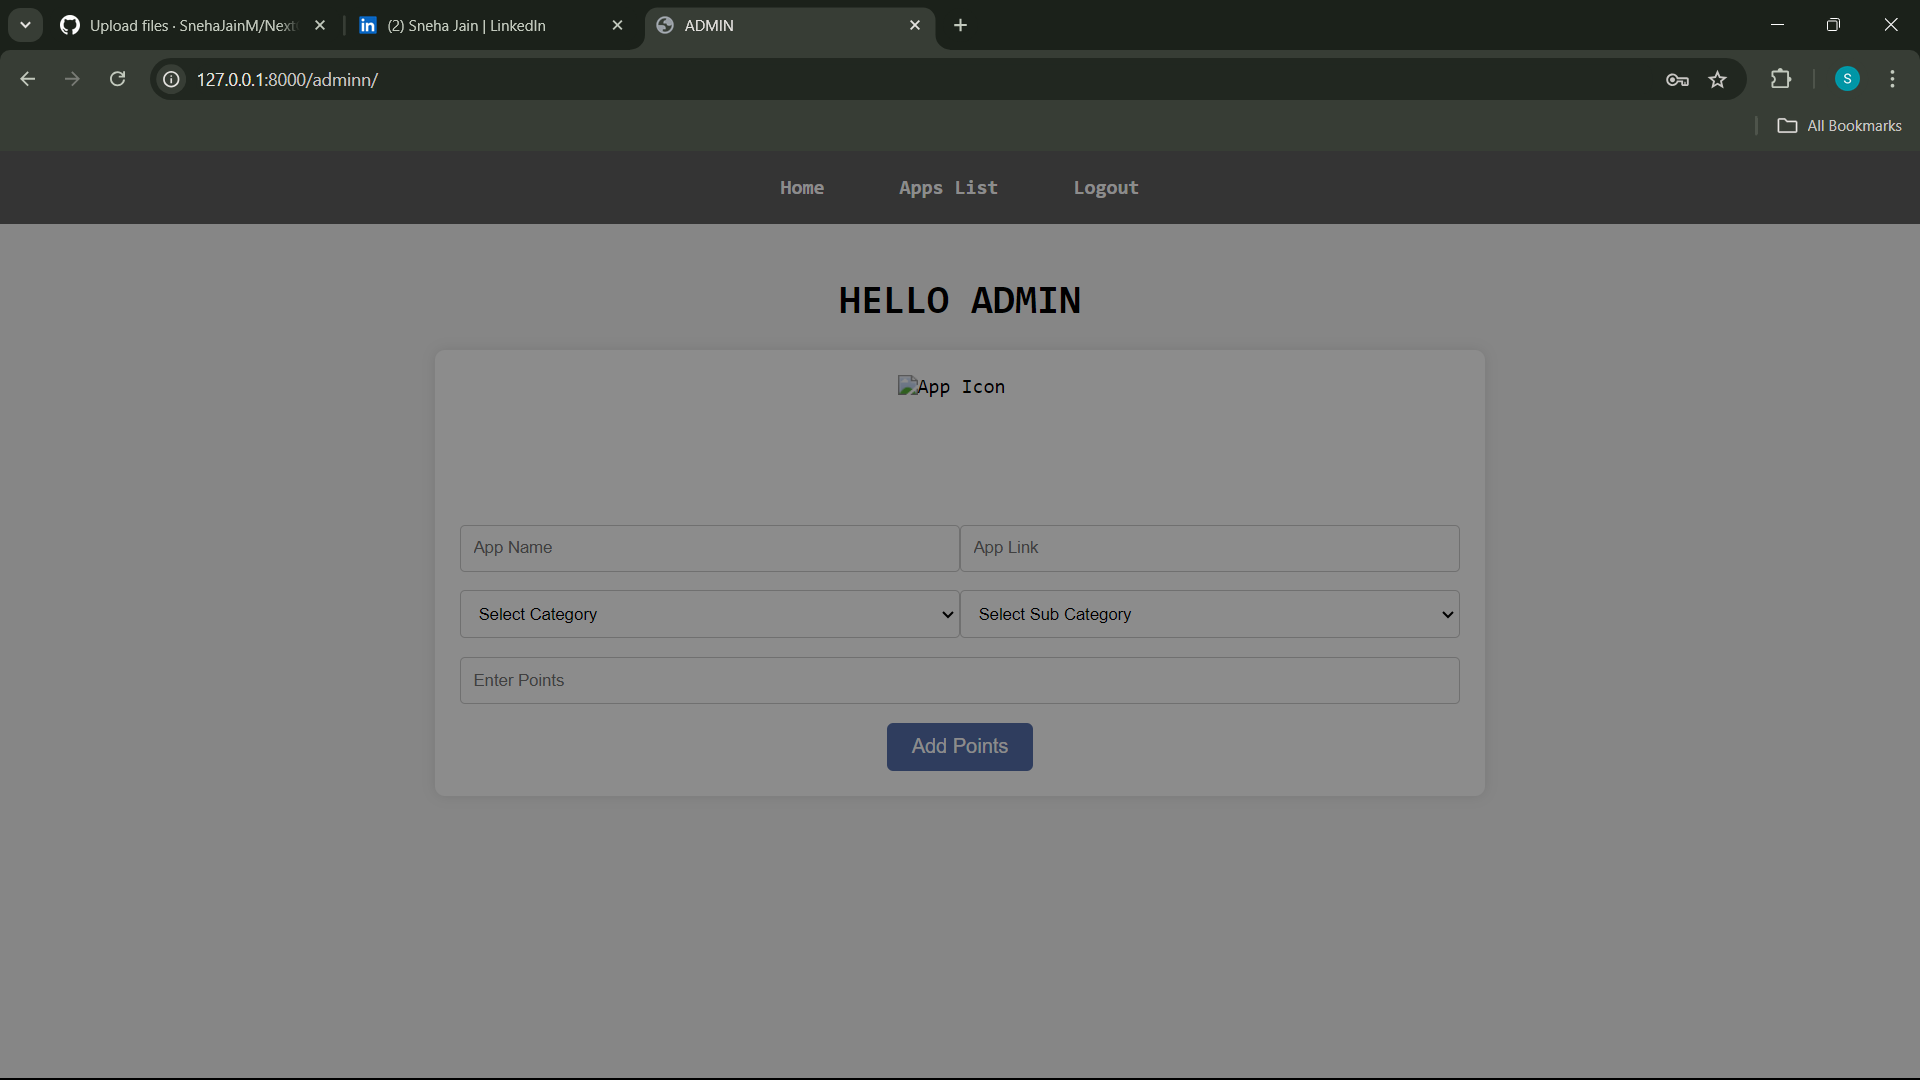 Upload files · SnehaJainM/Next
(2) Sneha Jain | LinkedIn
ADMIN
127.0.0.1:8000/adminn/
S
All Bookmarks
Home Apps List Logout
HELLO ADMIN
App Icon
App Name App Link
Select Category Select Sub Category
Enter Points
Add Points